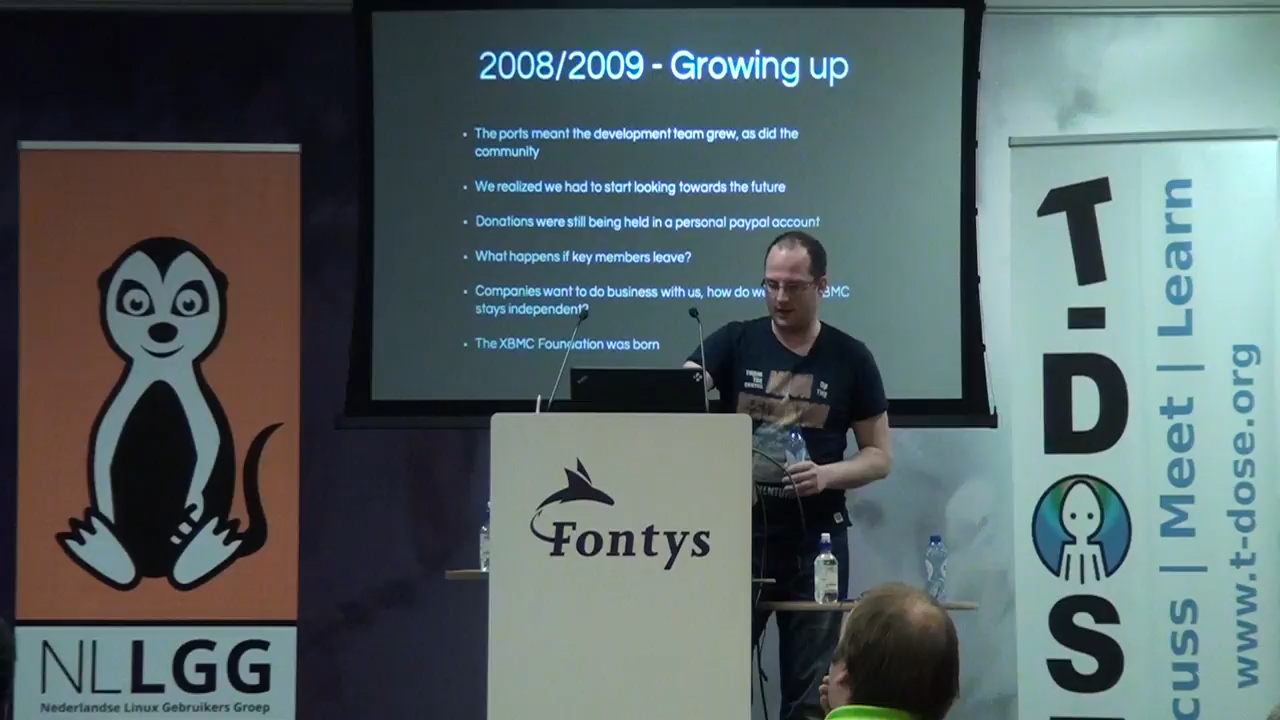 2008/2009 - Growing up
The ports meant the development team grew, as did the
community
We realized we had to start looking towards the future
Donations were still being held in a personal paypal account
What happens if key members leave?
Companies want to do business with us, how do
stays independent?
The XBMC Foundation was born
Fontys
NLLGG
Nederlandse Linux Gebruikers Groep
T-DOS
cuss | Meet | Learn
www.t-dose.org